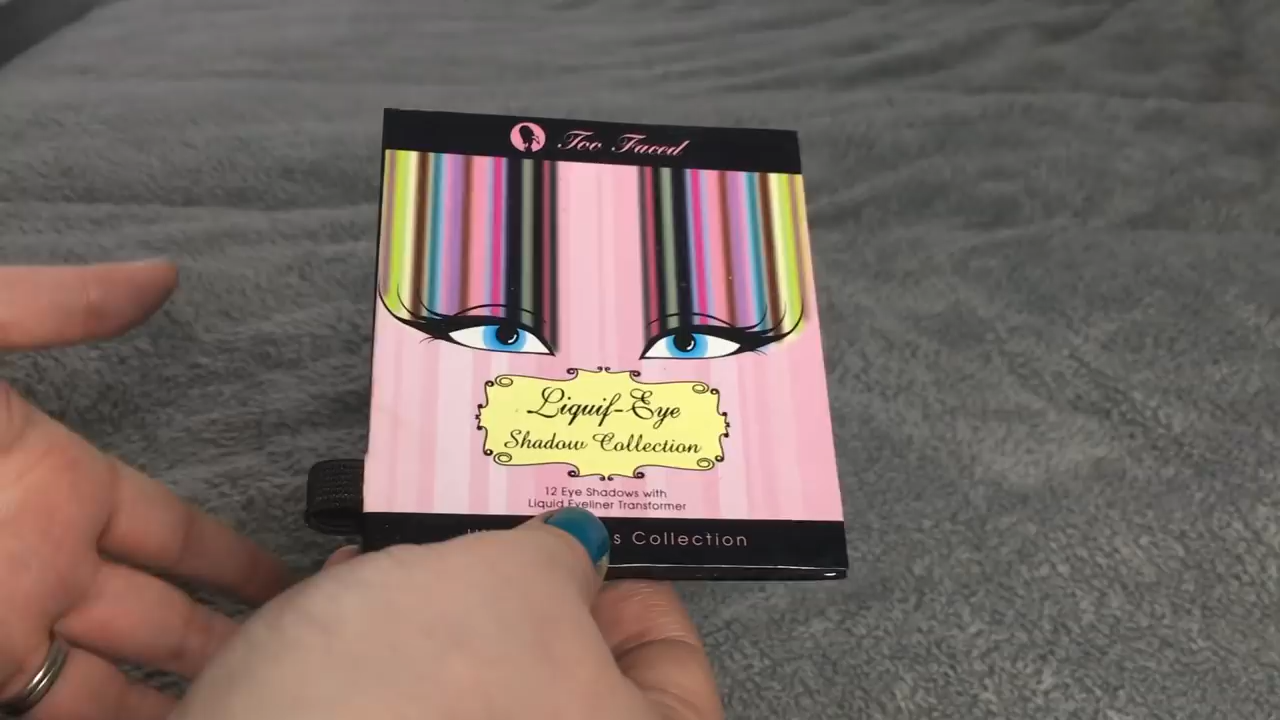 Too Faced
Liquif-Eye
Shadow Collection
12 Eye Shadows with
Liquid Eyeliner Transformer
Collection